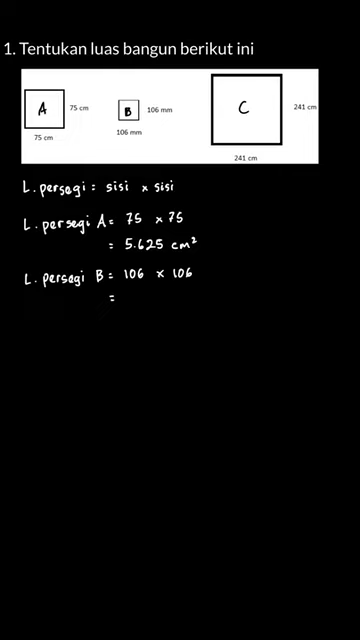 1. Tentukan luas bangun berikut ini
A 75 cm B 106 mm C 241 cm
75 cm 106 mm 241 cm
L. persegi = sisi x sisi
L. persegi A = 75 x 75
= 5.625 cm²
L. persegi B = 106 x 106
=